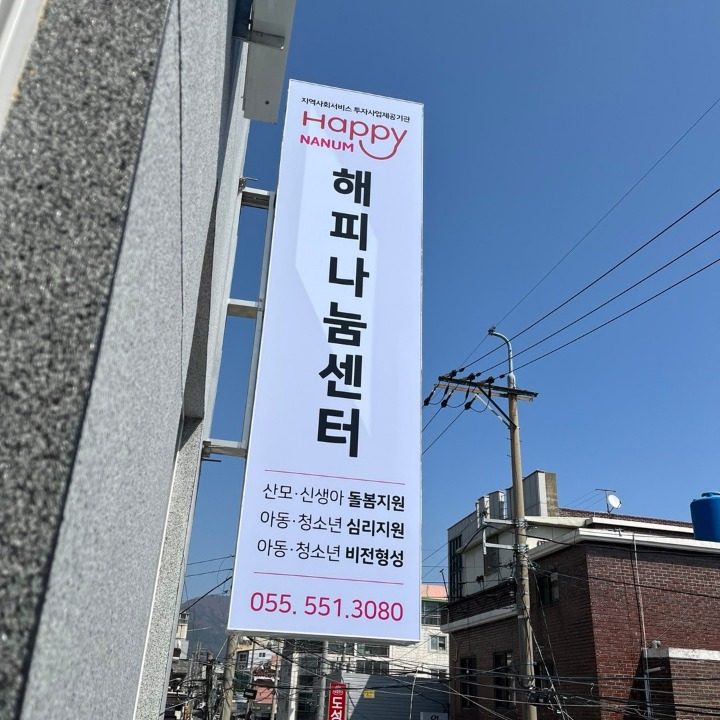 지역사회서비스 투자사업제공기관
Happy
NANUM
해피나눔센터
산모·신생아 돌봄지원
아동·청소년 심리지원
아동·청소년 비전형성
055. 551.3080
도성